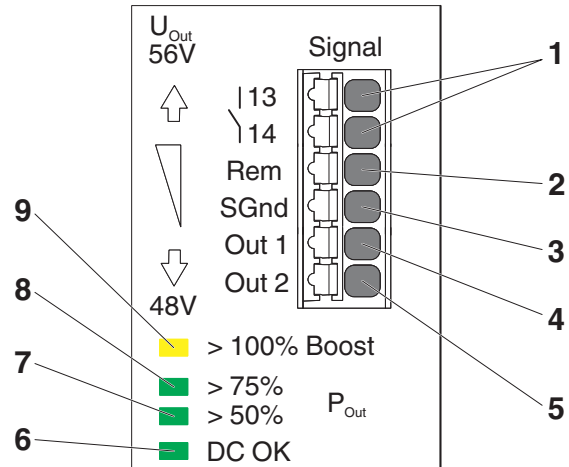 U_Out
56V
Signal
13
14
Rem
SGnd
Out 1
Out 2
48V
> 100% Boost
> 75%
> 50%
P_Out
DC OK
1
2
3
4
5
9
8
7
6